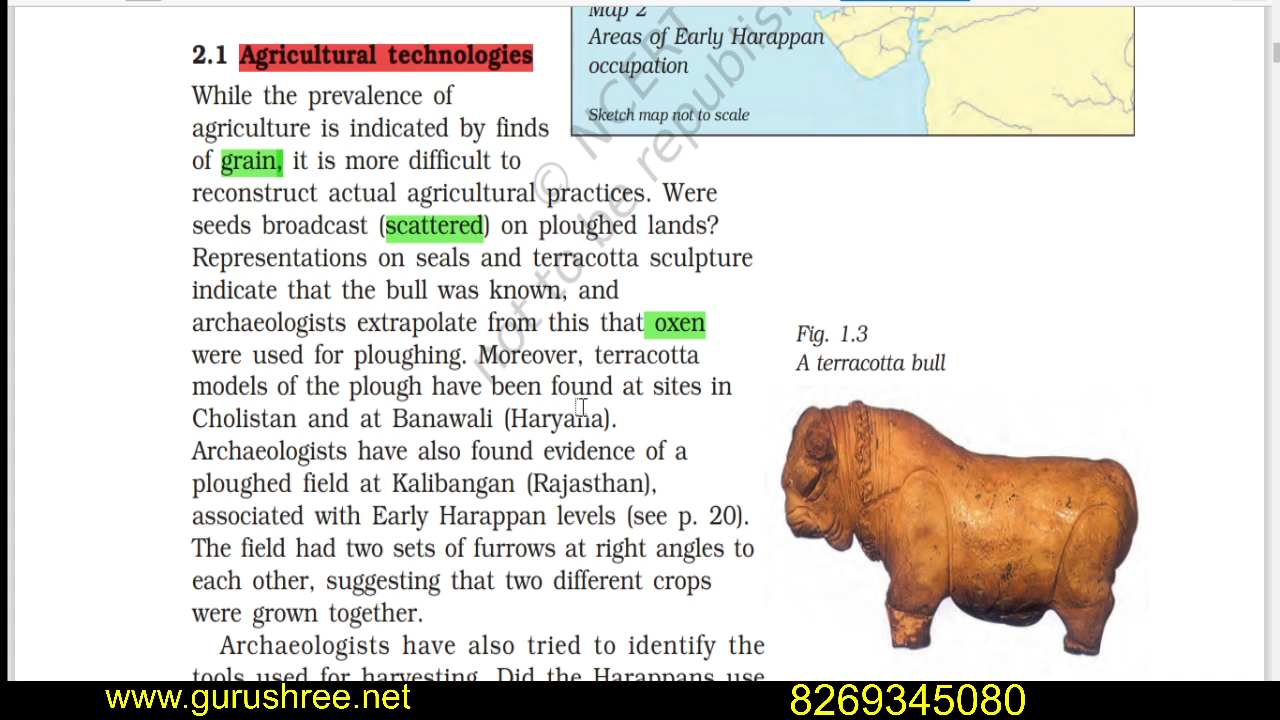 Map 2
Areas of Early Harappan
occupation
Sketch map not to scale
2.1 Agricultural technologies
While the prevalence of
agriculture is indicated by finds
of grain, it is more difficult to
reconstruct actual agricultural practices. Were
seeds broadcast (scattered) on ploughed lands?
Representations on seals and terracotta sculpture
indicate that the bull was known, and
archaeologists extrapolate from this that oxen
were used for ploughing. Moreover, terracotta
models of the plough have been found at sites in
Cholistan and at Banawali (Haryana).
Archaeologists have also found evidence of a
ploughed field at Kalibangan (Rajasthan),
associated with Early Harappan levels (see p. 20).
The field had two sets of furrows at right angles to
each other, suggesting that two different crops
were grown together.
Archaeologists have also tried to identify the
tools used for harvesting. Did the Harappans use
Fig. 1.3
A terracotta bull
© NCERT
not to be republish
www.gurushree.net
8269345080